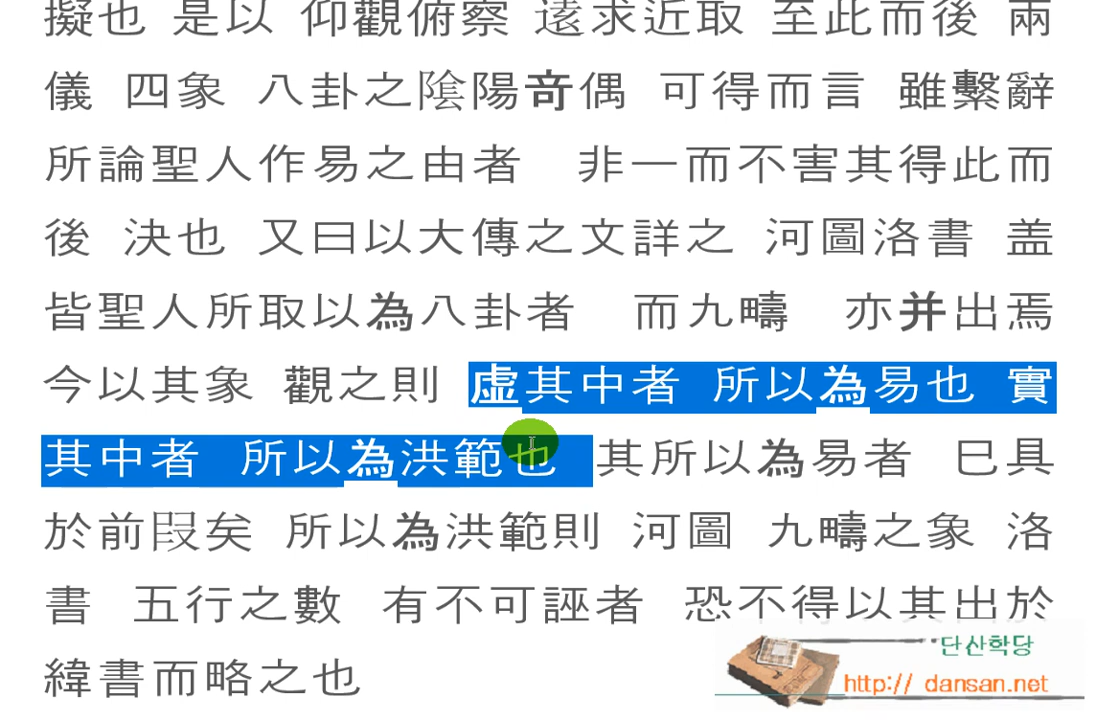 擬也 是以 仰觀俯察 遠求近取 至此而後 兩
儀 四象 八卦之陰陽竒偶 可得而言 雖繫辭
所論聖人作易之由者 非一而不害其得此而
後 決也 又曰以大傳之文詳之 河圖洛書 盖
皆聖人所取以為八卦者 而九疇 亦并出焉
今以其象 觀之則 虛其中者 所以為易也 實
其中者 所以為洪範也 其所以為易者 巳具
於前段矣 所以為洪範則 河圖 九疇之象 洛
書 五行之數 有不可誣者 恐不得以其出於
緯書而略之也
단산학당
http:// dansan.net